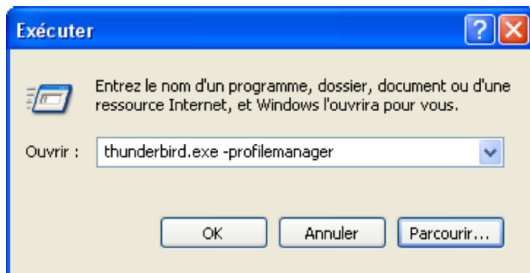 Exécuter
Entrez le nom d'un programme, dossier, document ou d'une
ressource Internet, et Windows l'ouvrira pour vous.
Ouvrir : thunderbird.exe -profilemanager
OK Annuler Parcourir...